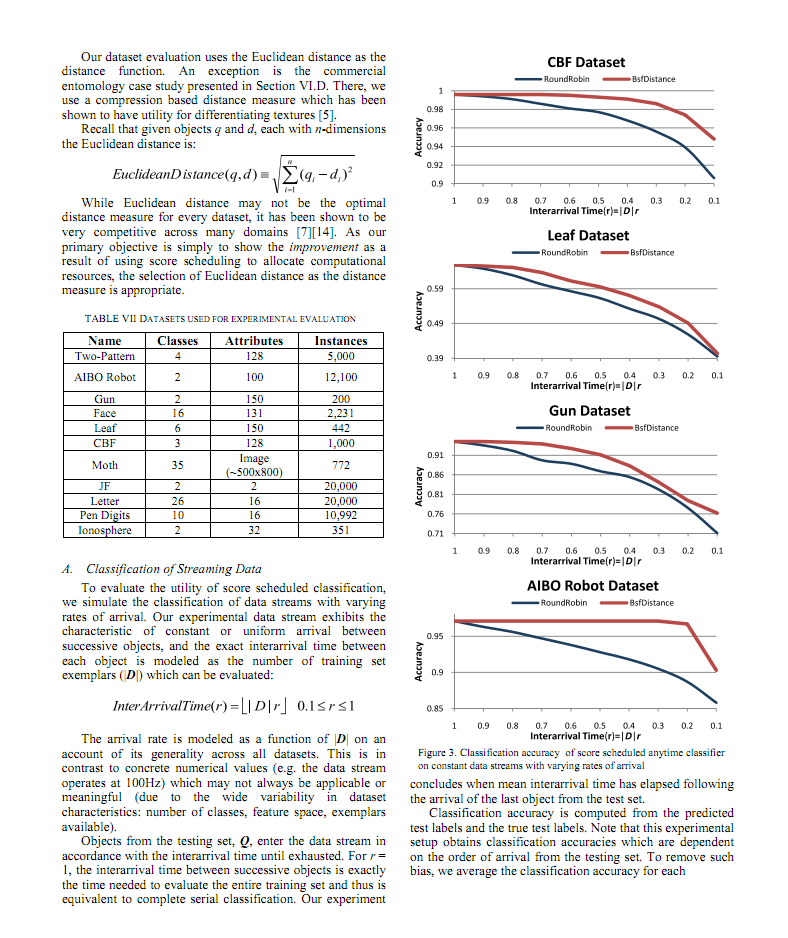 Our dataset evaluation uses the Euclidean distance as the
distance function. An exception is the commercial
entomology case study presented in Section VI.D. There, we
use a compression based distance measure which has been
shown to have utility for differentiating textures [5].
Recall that given objects q and d, each with n-dimensions
the Euclidean distance is:
EuclideanDistance(q,d) ≡ √ n ∑ i=1 (qᵢ − dᵢ)²
While Euclidean distance may not be the optimal
distance measure for every dataset, it has been shown to be
very competitive across many domains [7][14]. As our
primary objective is simply to show the improvement as a
result of using score scheduling to allocate computational
resources, the selection of Euclidean distance as the distance
measure is appropriate.
TABLE VII DATASETS USED FOR EXPERIMENTAL EVALUATION
Name Classes Attributes Instances
Two-Pattern 4 128 5,000
AIBO Robot 2 100 12,100
Gun 2 150 200
Face 16 131 2,231
Leaf 6 150 442
CBF 3 128 1,000
Moth 35 Image (~500x800) 772
JF 2 2 20,000
Letter 26 16 20,000
Pen Digits 10 16 10,992
Ionosphere 2 32 351
A. Classification of Streaming Data
To evaluate the utility of score scheduled classification,
we simulate the classification of data streams with varying
rates of arrival. Our experimental data stream exhibits the
characteristic of constant or uniform arrival between
successive objects, and the exact interarrival time between
each object is modeled as the number of training set
exemplars (|D|) which can be evaluated:
InterArrivalTime(r) = ⌊| D | r⌋ 0.1 ≤ r ≤ 1
The arrival rate is modeled as a function of |D| on an
account of its generality across all datasets. This is in
contrast to concrete numerical values (e.g. the data stream
operates at 100Hz) which may not always be applicable or
meaningful (due to the wide variability in dataset
characteristics: number of classes, feature space, exemplars
available).
Objects from the testing set, Q, enter the data stream in
accordance with the interarrival time until exhausted. For r =
1, the interarrival time between successive objects is exactly
the time needed to evaluate the entire training set and thus is
equivalent to complete serial classification. Our experiment
CBF Dataset
RoundRobin BsfDistance
Accuracy
1
0.98
0.96
0.94
0.92
0.9
1 0.9 0.8 0.7 0.6 0.5 0.4 0.3 0.2 0.1
Interarrival Time(r)=|D|r
Leaf Dataset
RoundRobin BsfDistance
Accuracy
0.59
0.49
0.39
1 0.9 0.8 0.7 0.6 0.5 0.4 0.3 0.2 0.1
Interarrival Time(r)=|D|r
Gun Dataset
RoundRobin BsfDistance
Accuracy
0.91
0.86
0.81
0.76
0.71
1 0.9 0.8 0.7 0.6 0.5 0.4 0.3 0.2 0.1
Interarrival Time(r)=|D|r
AIBO Robot Dataset
RoundRobin BsfDistance
Accuracy
0.95
0.9
0.85
1 0.9 0.8 0.7 0.6 0.5 0.4 0.3 0.2 0.1
Interarrival Time(r)=|D|r
Figure 3. Classification accuracy of score scheduled anytime classifier
on constant data streams with varying rates of arrival
concludes when mean interarrival time has elapsed following
the arrival of the last object from the test set.
Classification accuracy is computed from the predicted
test labels and the true test labels. Note that this experimental
setup obtains classification accuracies which are dependent
on the order of arrival from the testing set. To remove such
bias, we average the classification accuracy for each